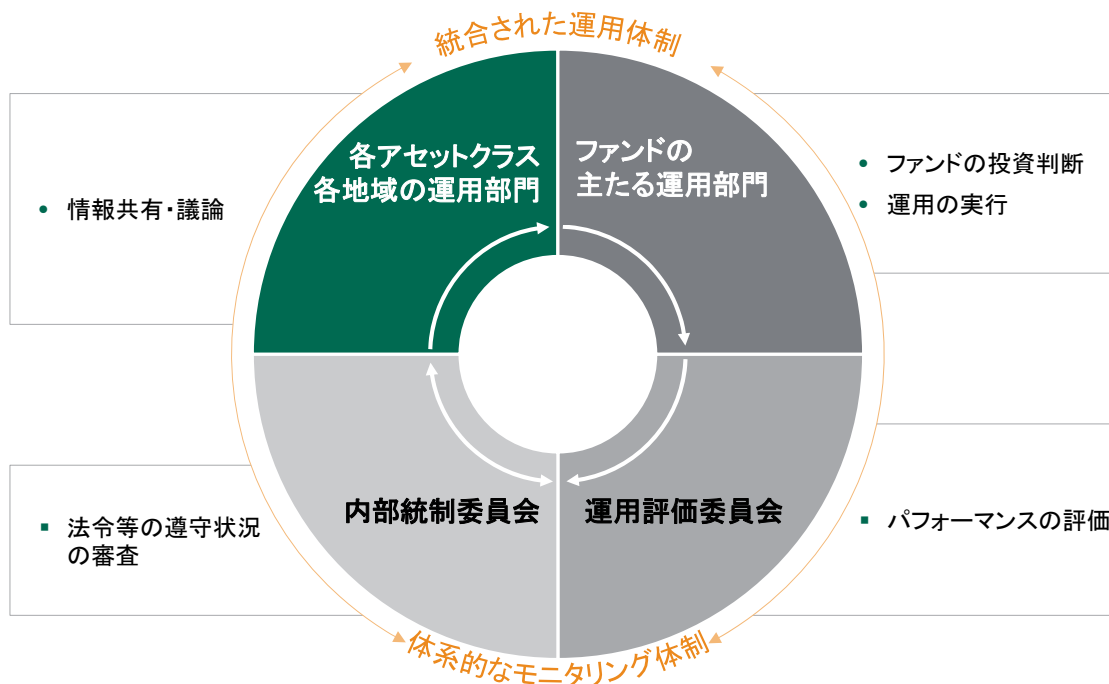 統合された運用体制
各アセットクラス
各地域の運用部門
ファンドの
主たる運用部門
• 情報共有・議論
• ファンドの投資判断
• 運用の実行
内部統制委員会
運用評価委員会
▪ 法令等の遵守状況
の審査
▪ パフォーマンスの評価
体系的なモニタリング体制